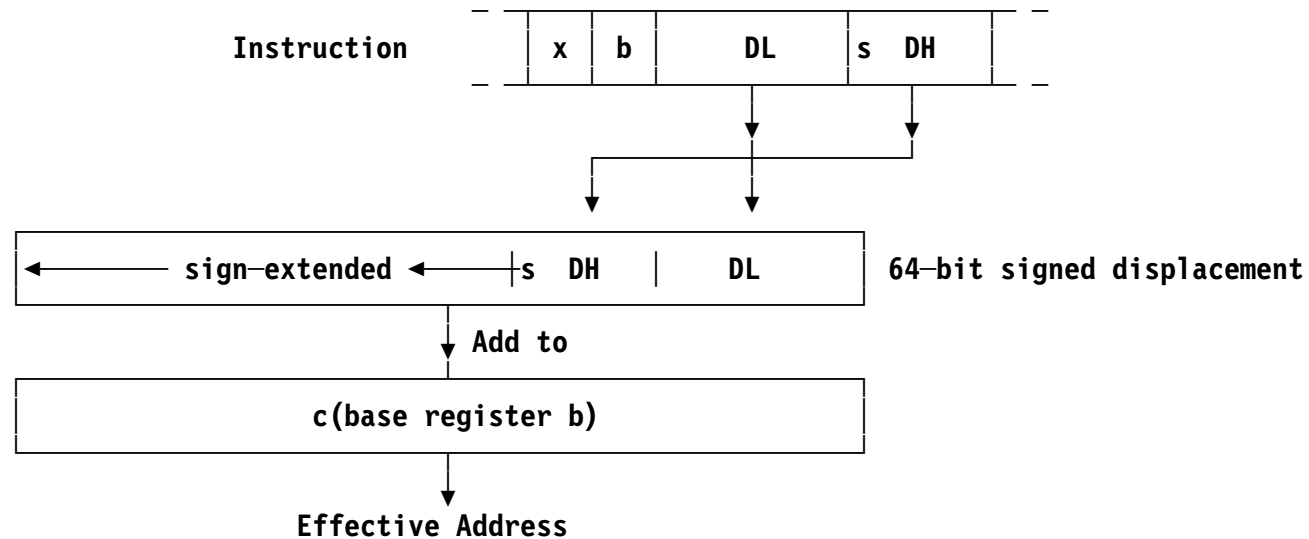 Instruction x b DL s DH
sign-extended s DH DL 64-bit signed displacement
Add to
c(base register b)
Effective Address